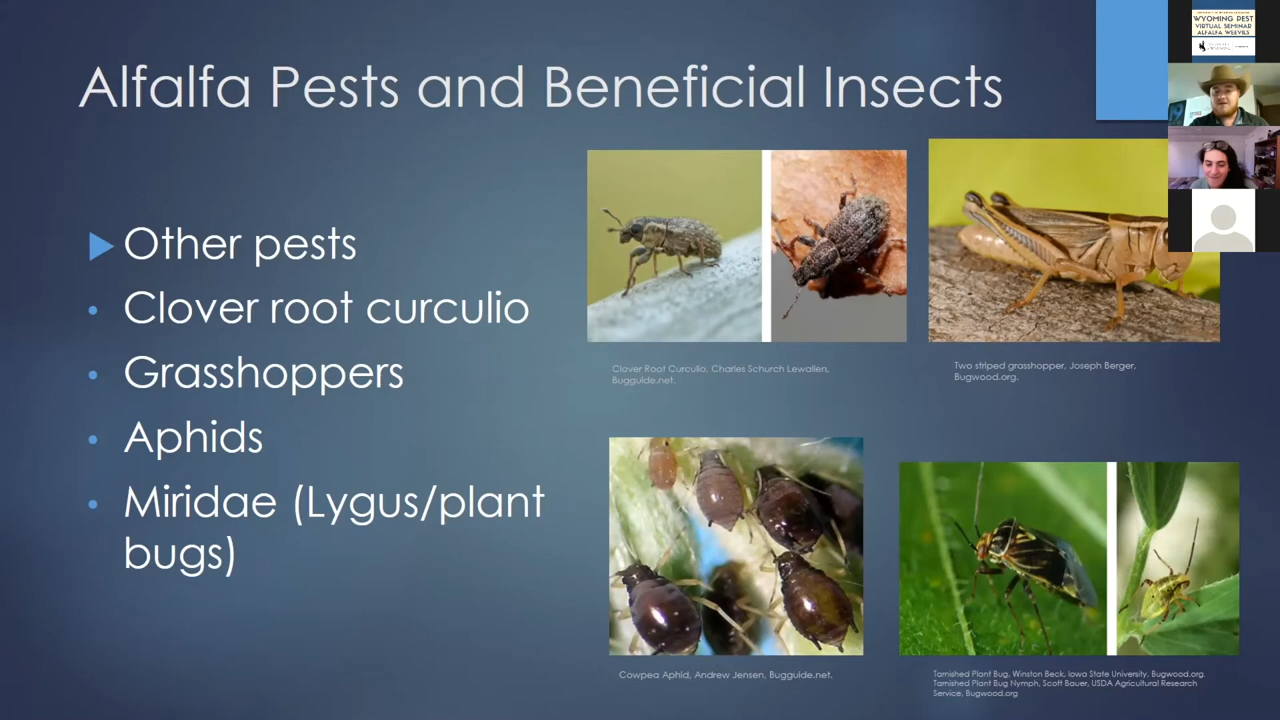 Alfalfa Pests and Beneficial Insects
Other pests
Clover root curculio
Grasshoppers
Aphids
Miridae (Lygus/plant
bugs)
Clover Root Curculio, Charles Schurch Lewallen,
Bugguide.net.
Two striped grasshopper, Joseph Berger,
Bugwood.org.
Cowpea Aphid, Andrew Jensen, Bugguide.net.
Tarnished Plant Bug, Winston Beck, Iowa State University, Bugwood.org.
Tarnished Plant Bug Nymph, Scott Bauer, USDA Agricultural Research
Service, Bugwood.org
WYOMING PEST
VIRTUAL SEMINAR
ALFALFA WEEVILS